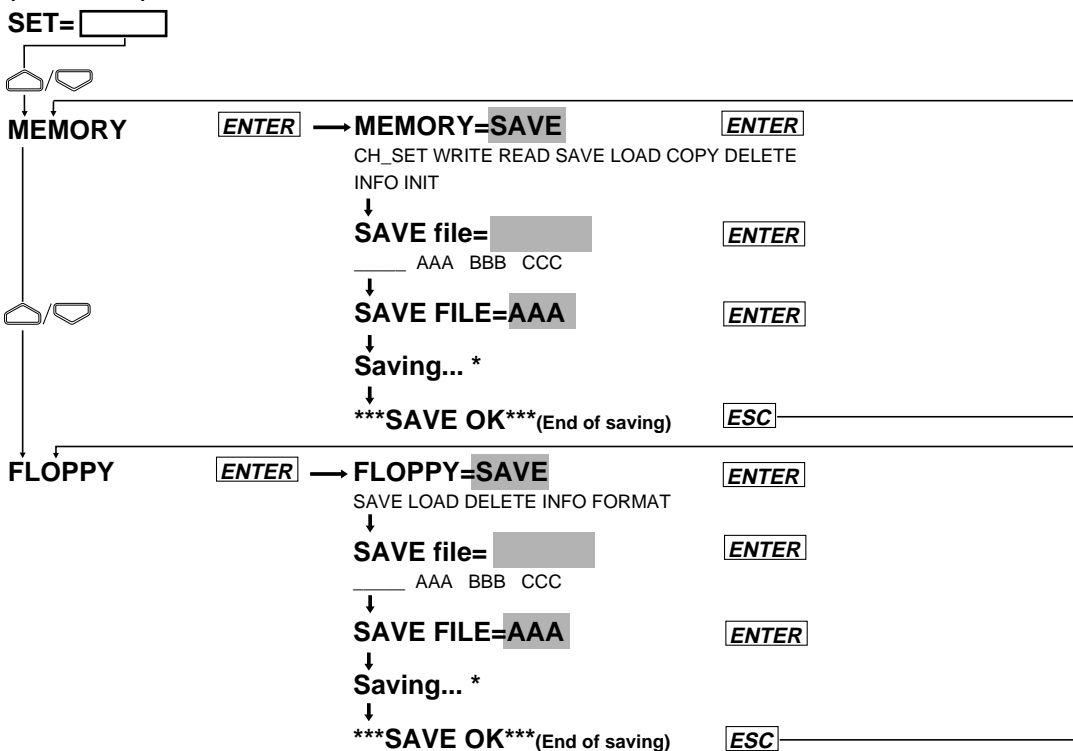 SET=
/
MEMORY ENTER MEMORY=SAVE ENTER
CH_SET WRITE READ SAVE LOAD COPY DELETE
INFO INIT
SAVE file= ENTER
_____ AAA BBB CCC
/
SAVE FILE=AAA ENTER
Saving... *
***SAVE OK***(End of saving) ESC
FLOPPY ENTER FLOPPY=SAVE ENTER
SAVE LOAD DELETE INFO FORMAT
SAVE file= ENTER
_____ AAA BBB CCC
SAVE FILE=AAA ENTER
Saving... *
***SAVE OK***(End of saving) ESC